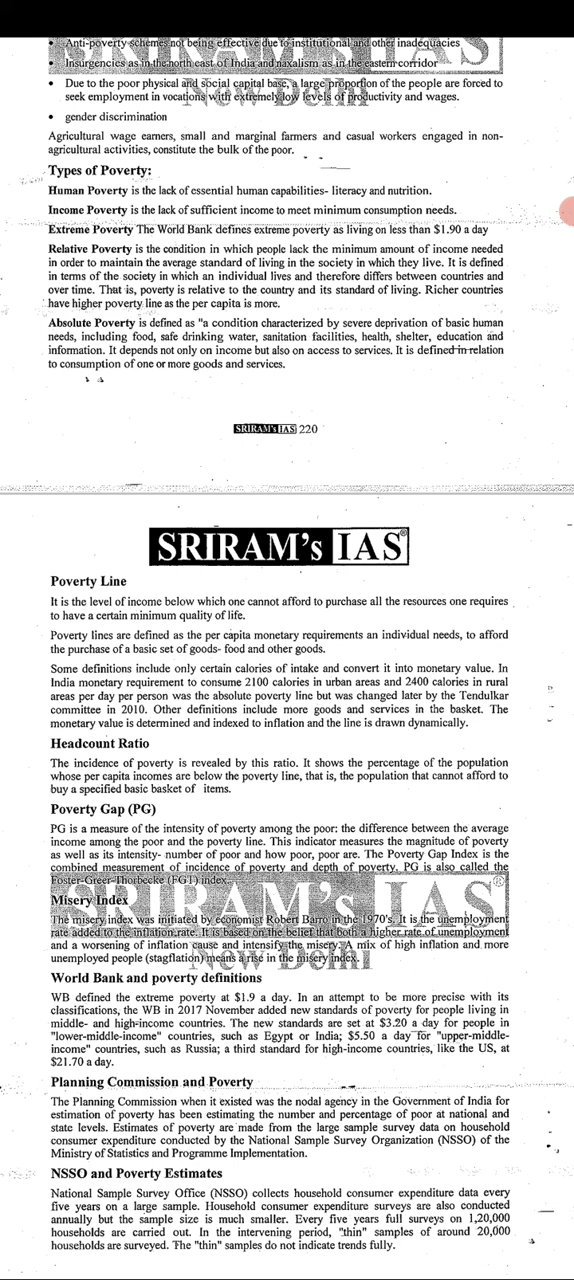 • Anti-poverty schemes not being effective due to institutional and other inadequacies
• Insurgencies as in the north east of India and naxalism as in the eastern corridor
• Due to the poor physical and social capital base, a large proportion of the people are forced to
seek employment in vocations with extremely low levels of productivity and wages.
• gender discrimination
Agricultural wage earners, small and marginal farmers and casual workers engaged in non-
agricultural activities, constitute the bulk of the poor.
Types of Poverty:
Human Poverty is the lack of essential human capabilities- literacy and nutrition.
Income Poverty is the lack of sufficient income to meet minimum consumption needs.
Extreme Poverty The World Bank defines extreme poverty as living on less than $1.90 a day
Relative Poverty is the condition in which people lack the minimum amount of income needed
in order to maintain the average standard of living in the society in which they live. It is defined
in terms of the society in which an individual lives and therefore differs between countries and
over time. That is, poverty is relative to the country and its standard of living. Richer countries
have higher poverty line as the per capita is more.
Absolute Poverty is defined as "a condition characterized by severe deprivation of basic human
needs, including food, safe drinking water, sanitation facilities, health, shelter, education and
information. It depends not only on income but also on access to services. It is defined in relation
to consumption of one or more goods and services.
SRIRAM's IAS 220
SRIRAM's IAS®
Poverty Line
It is the level of income below which one cannot afford to purchase all the resources one requires
to have a certain minimum quality of life.
Poverty lines are defined as the per capita monetary requirements an individual needs, to afford
the purchase of a basic set of goods- food and other goods.
Some definitions include only certain calories of intake and convert it into monetary value. In
India monetary requirement to consume 2100 calories in urban areas and 2400 calories in rural
areas per day per person was the absolute poverty line but was changed later by the Tendulkar
committee in 2010. Other definitions include more goods and services in the basket. The
monetary value is determined and indexed to inflation and the line is drawn dynamically.
Headcount Ratio
The incidence of poverty is revealed by this ratio. It shows the percentage of the population
whose per capita incomes are below the poverty line, that is, the population that cannot afford to
buy a specified basic basket of items.
Poverty Gap (PG)
PG is a measure of the intensity of poverty among the poor: the difference between the average
income among the poor and the poverty line. This indicator measures the magnitude of poverty
as well as its intensity- number of poor and how poor, poor are. The Poverty Gap Index is the
combined measurement of incidence of poverty and depth of poverty. PG is also called the
Foster-Greer-Thorbecke (FGT) index.
SRIRAM's IAS®
Misery Index
The misery index was initiated by economist Robert Barro in the 1970's. It is the unemployment
rate added to the inflation rate. It is based on the belief that both a higher rate of unemployment
and a worsening of inflation cause and intensify the misery. A mix of high inflation and more
unemployed people (stagflation) means a rise in the misery index.
New Delhi
World Bank and poverty definitions
WB defined the extreme poverty at $1.9 a day. In an attempt to be more precise with its
classifications, the WB in 2017 November added new standards of poverty for people living in
middle- and high-income countries. The new standards are set at $3.20 a day for people in
"lower-middle-income" countries, such as Egypt or India; $5.50 a day for "upper-middle-
income" countries, such as Russia; a third standard for high-income countries, like the US, at
$21.70 a day.
Planning Commission and Poverty
The Planning Commission when it existed was the nodal agency in the Government of India for
estimation of poverty has been estimating the number and percentage of poor at national and
state levels. Estimates of poverty are made from the large sample survey data on household
consumer expenditure conducted by the National Sample Survey Organization (NSSO) of the
Ministry of Statistics and Programme Implementation.
NSSO and Poverty Estimates
National Sample Survey Office (NSSO) collects household consumer expenditure data every
five years on a large sample. Household consumer expenditure surveys are also conducted
annually but the sample size is much smaller. Every five years full surveys on 1,20,000
households are carried out. In the intervening period, "thin" samples of around 20,000
households are surveyed. The "thin" samples do not indicate trends fully.